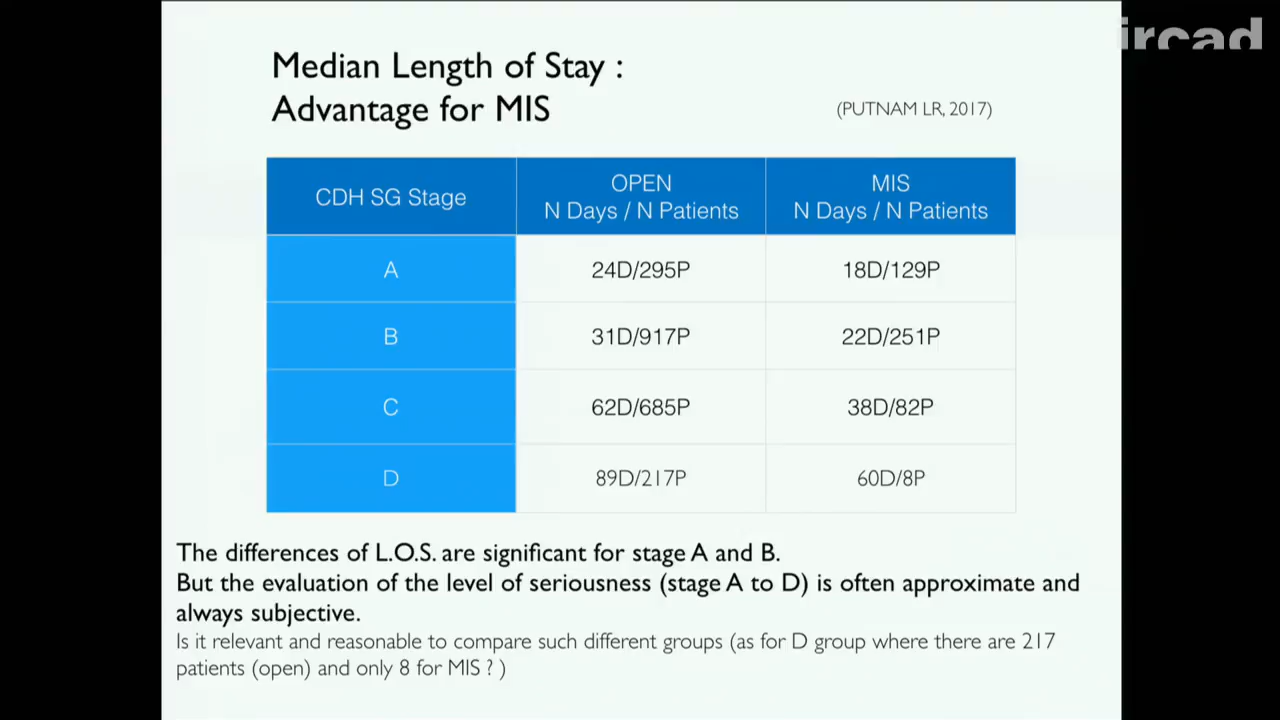 ircad
Median Length of Stay :
Advantage for MIS
(PUTNAM LR, 2017)
CDH SG Stage
OPEN
N Days / N Patients
MIS
N Days / N Patients
A
24D/295P
18D/129P
B
31D/917P
22D/251P
C
62D/685P
38D/82P
D
89D/217P
60D/8P
The differences of L.O.S. are significant for stage A and B.
But the evaluation of the level of seriousness (stage A to D) is often approximate and
always subjective.
Is it relevant and reasonable to compare such different groups (as for D group where there are 217
patients (open) and only 8 for MIS ? )